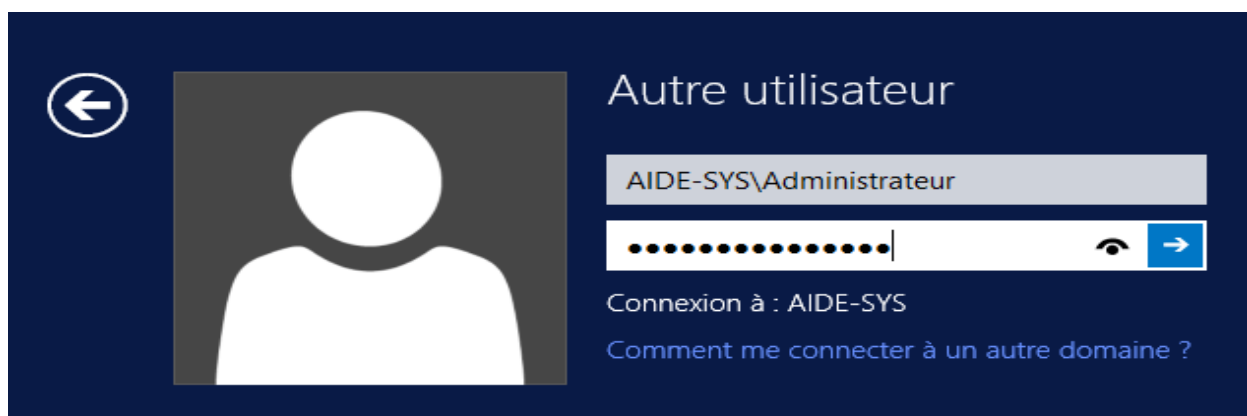 Autre utilisateur
AIDE-SYS\Administrateur
•••••••••••••••
Connexion à : AIDE-SYS
Comment me connecter à un autre domaine ?